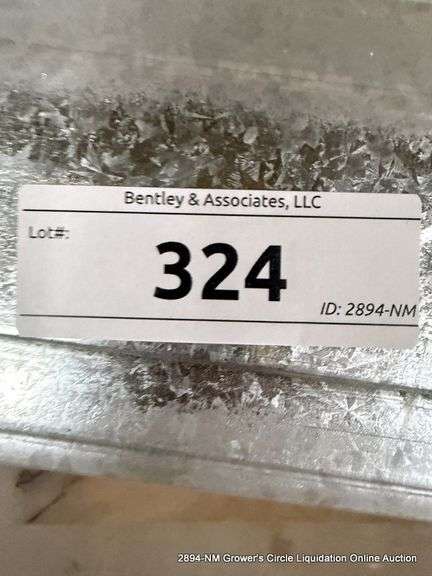 Bentley & Associates, LLC
Lot#:
324
ID: 2894-NM
2894-NM Grower's Circle Liquidation Online Auction